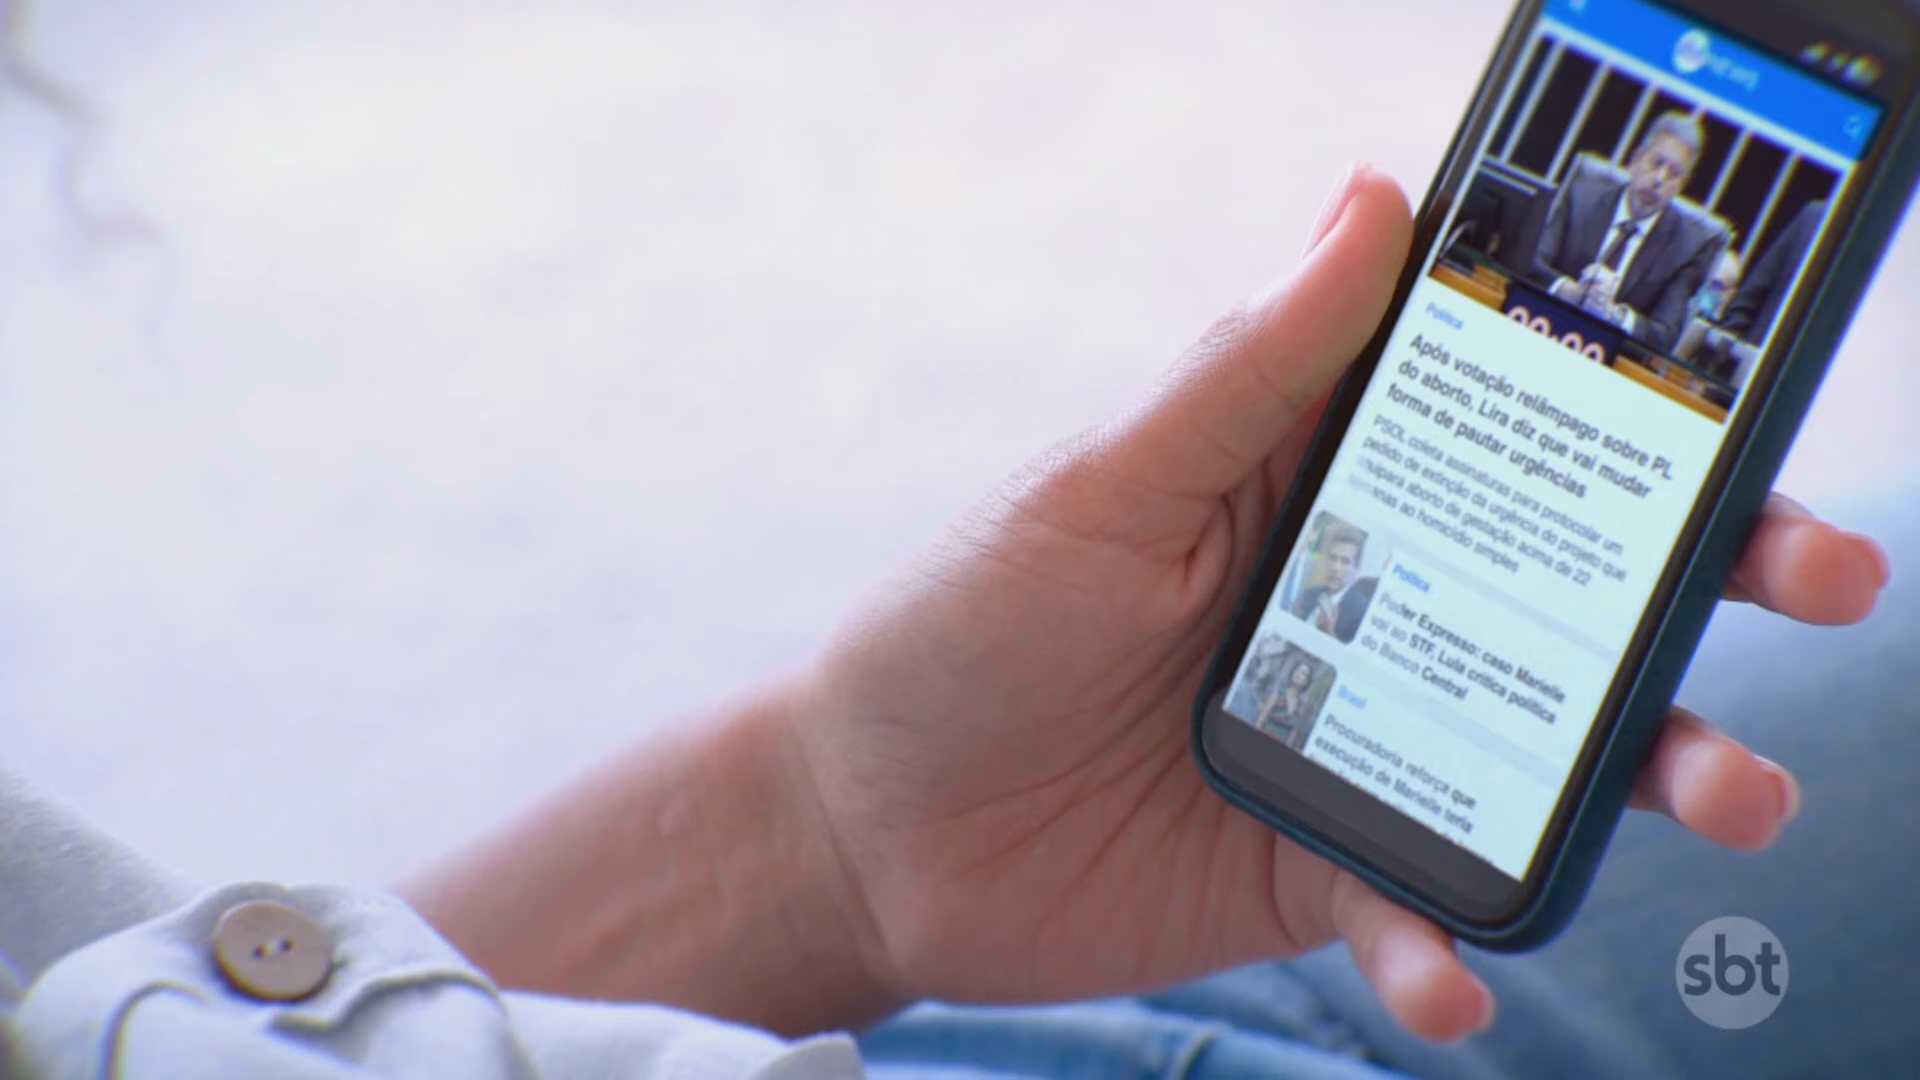 news
00:00
Política
Após votação relâmpago sobre PL
do aborto, Lira diz que vai mudar
forma de pautar urgências
PSOL coleta assinaturas para protocolar um
pedido de extinção da urgência do projeto que
equipara aborto de gestação acima de 22
semanas ao homicídio simples
Política
Poder Expresso: caso Marielle
vai ao STF, Lula critica política
do Banco Central
Brasil
Procuradoria reforça que
execução de Marielle teria
sbt